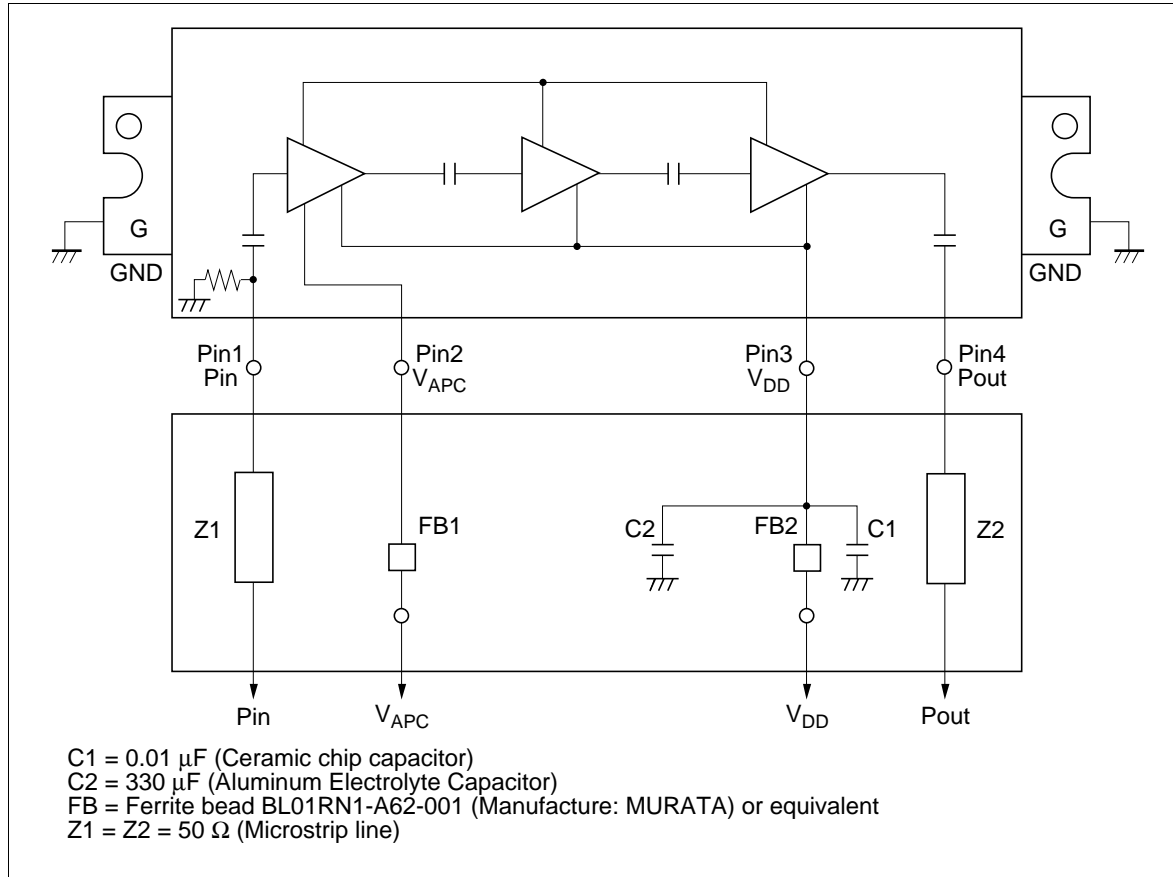 G
GND
G
GND
Pin1
Pin
Pin2
VAPC
Pin3
VDD
Pin4
Pout
Z1
FB1
C2
FB2
C1
Z2
Pin
VAPC
VDD
Pout
C1 = 0.01 μF (Ceramic chip capacitor)
C2 = 330 μF (Aluminum Electrolyte Capacitor)
FB = Ferrite bead BL01RN1-A62-001 (Manufacture: MURATA) or equivalent
Z1 = Z2 = 50 Ω (Microstrip line)